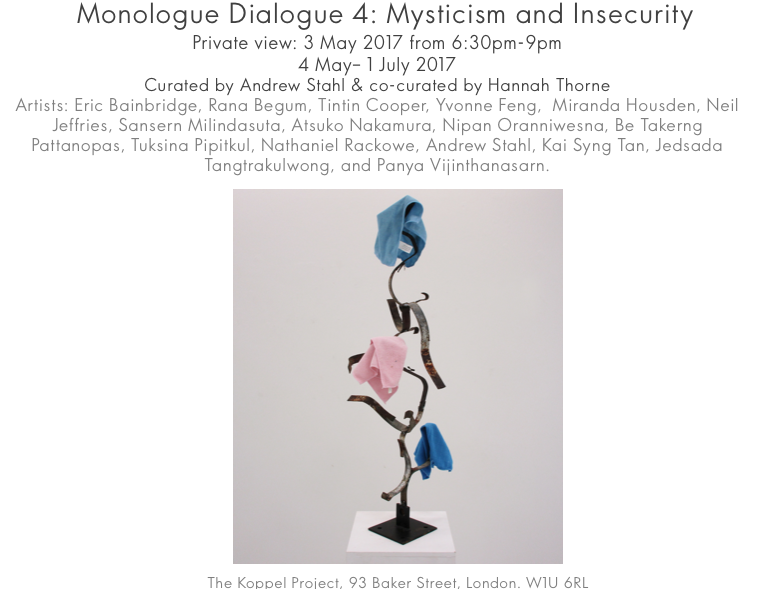 Monologue Dialogue 4: Mysticism and Insecurity
Private view: 3 May 2017 from 6:30pm-9pm
4 May– 1 July 2017
Curated by Andrew Stahl & co-curated by Hannah Thorne
Artists: Eric Bainbridge, Rana Begum, Tintin Cooper, Yvonne Feng, Miranda Housden, Neil
Jeffries, Sansern Milindasuta, Atsuko Nakamura, Nipan Oranniwesna, Be Takerng
Pattanopas, Tuksina Pipitkul, Nathaniel Rackowe, Andrew Stahl, Kai Syng Tan, Jedsada
Tangtrakulwong, and Panya Vijinthanasarn.
The Koppel Project, 93 Baker Street, London. W1U 6RL